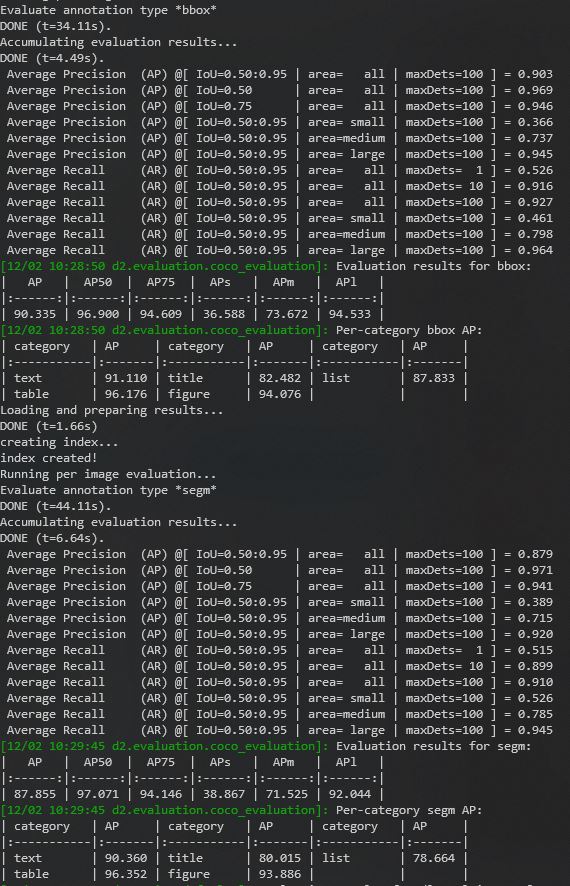 Evaluate annotation type *bbox*
DONE (t=34.11s).
Accumulating evaluation results...
DONE (t=4.49s).
Average Precision  (AP) @[ IoU=0.50:0.95 | area=   all | maxDets=100 ] = 0.903
Average Precision  (AP) @[ IoU=0.50      | area=   all | maxDets=100 ] = 0.969
Average Precision  (AP) @[ IoU=0.75      | area=   all | maxDets=100 ] = 0.946
Average Precision  (AP) @[ IoU=0.50:0.95 | area= small | maxDets=100 ] = 0.366
Average Precision  (AP) @[ IoU=0.50:0.95 | area=medium | maxDets=100 ] = 0.737
Average Precision  (AP) @[ IoU=0.50:0.95 | area= large | maxDets=100 ] = 0.945
Average Recall     (AR) @[ IoU=0.50:0.95 | area=   all | maxDets=  1 ] = 0.526
Average Recall     (AR) @[ IoU=0.50:0.95 | area=   all | maxDets= 10 ] = 0.916
Average Recall     (AR) @[ IoU=0.50:0.95 | area=   all | maxDets=100 ] = 0.927
Average Recall     (AR) @[ IoU=0.50:0.95 | area= small | maxDets=100 ] = 0.461
Average Recall     (AR) @[ IoU=0.50:0.95 | area=medium | maxDets=100 ] = 0.798
Average Recall     (AR) @[ IoU=0.50:0.95 | area= large | maxDets=100 ] = 0.964
[12/02 10:28:50 d2.evaluation.coco_evaluation]: Evaluation results for bbox:
|   AP   |  AP50  |  AP75  |  APs   |  APm   |  APl   |
|:------:|:------:|:------:|:------:|:------:|:------:|
| 90.335 | 96.900 | 94.609 | 36.588 | 73.672 | 94.533 |
[12/02 10:28:50 d2.evaluation.coco_evaluation]: Per-category bbox AP:
| category   | AP     | category   | AP     | category   | AP     |
|:-----------|:-------|:-----------|:-------|:-----------|:-------|
| text       | 91.110 | title      | 82.482 | list       | 87.833 |
| table      | 96.176 | figure     | 94.076 |            |        |
Loading and preparing results...
DONE (t=1.66s)
creating index...
index created!
Running per image evaluation...
Evaluate annotation type *segm*
DONE (t=44.11s).
Accumulating evaluation results...
DONE (t=6.64s).
Average Precision  (AP) @[ IoU=0.50:0.95 | area=   all | maxDets=100 ] = 0.879
Average Precision  (AP) @[ IoU=0.50      | area=   all | maxDets=100 ] = 0.971
Average Precision  (AP) @[ IoU=0.75      | area=   all | maxDets=100 ] = 0.941
Average Precision  (AP) @[ IoU=0.50:0.95 | area= small | maxDets=100 ] = 0.389
Average Precision  (AP) @[ IoU=0.50:0.95 | area=medium | maxDets=100 ] = 0.715
Average Precision  (AP) @[ IoU=0.50:0.95 | area= large | maxDets=100 ] = 0.920
Average Recall     (AR) @[ IoU=0.50:0.95 | area=   all | maxDets=  1 ] = 0.515
Average Recall     (AR) @[ IoU=0.50:0.95 | area=   all | maxDets= 10 ] = 0.899
Average Recall     (AR) @[ IoU=0.50:0.95 | area=   all | maxDets=100 ] = 0.910
Average Recall     (AR) @[ IoU=0.50:0.95 | area= small | maxDets=100 ] = 0.526
Average Recall     (AR) @[ IoU=0.50:0.95 | area=medium | maxDets=100 ] = 0.785
Average Recall     (AR) @[ IoU=0.50:0.95 | area= large | maxDets=100 ] = 0.945
[12/02 10:29:45 d2.evaluation.coco_evaluation]: Evaluation results for segm:
|   AP   |  AP50  |  AP75  |  APs   |  APm   |  APl   |
|:------:|:------:|:------:|:------:|:------:|:------:|
| 87.855 | 97.071 | 94.146 | 38.867 | 71.525 | 92.044 |
[12/02 10:29:45 d2.evaluation.coco_evaluation]: Per-category segm AP:
| category   | AP     | category   | AP     | category   | AP     |
|:-----------|:-------|:-----------|:-------|:-----------|:-------|
| text       | 90.360 | title      | 80.015 | list       | 78.664 |
| table      | 96.352 | figure     | 93.886 |            |        |